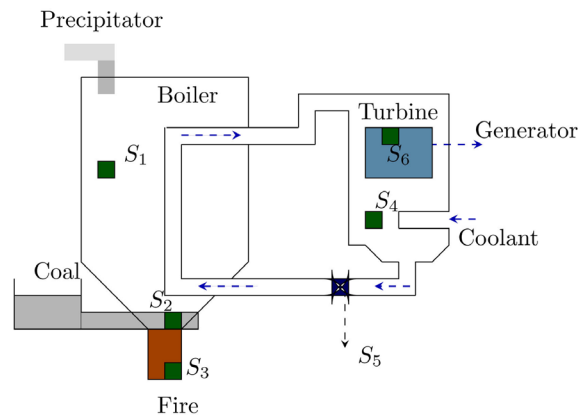 Precipitator
Boiler
Turbine
Generator
S₁
S₆
S₄
Coolant
Coal
S₂
S₅
S₃
Fire